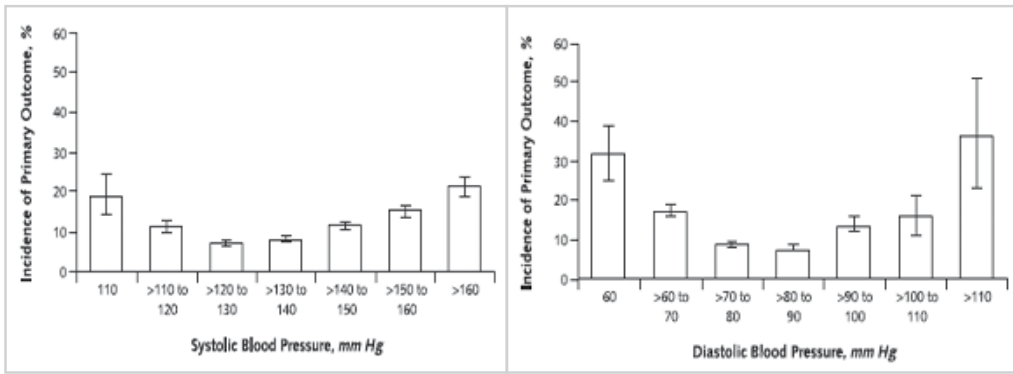 Incidence of Primary Outcome, %
60
50
40
30
20
10
0
110
>110 to
120
>120 to
130
>130 to
140
>140 to
150
>150 to
160
>160
Systolic Blood Pressure, mm Hg
Incidence of Primary Outcome, %
60
50
40
30
20
10
0
60
>60 to
70
>70 to
80
>80 to
90
>90 to
100
>100 to
110
>110
Diastolic Blood Pressure, mm Hg